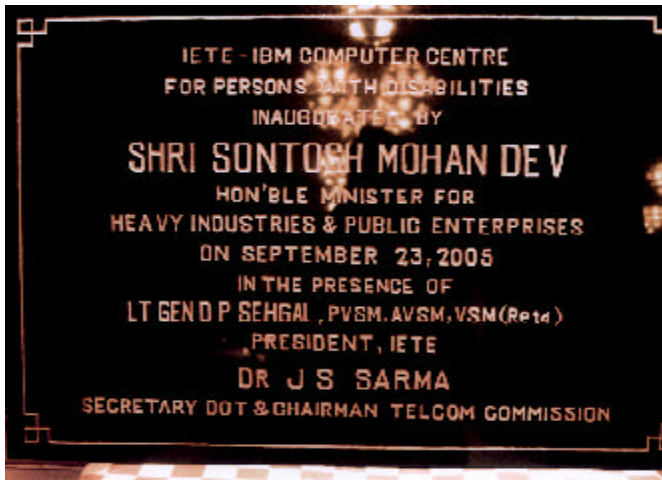 IETE-IBM COMPUTER CENTRE
FOR PERSONS WITH DISABILITIES
INAUGURATED BY
SHRI SONTOSH MOHAN DEV
HON'BLE MINISTER FOR
HEAVY INDUSTRIES & PUBLIC ENTERPRISES
ON SEPTEMBER 23, 2005
IN THE PRESENCE OF
LT GEN D P SEHGAL, PVSM, AVSM, VSM(Retd)
PRESIDENT, IETE
DR J S SARMA
SECRETARY DOT & CHAIRMAN TELCOM COMMISSION